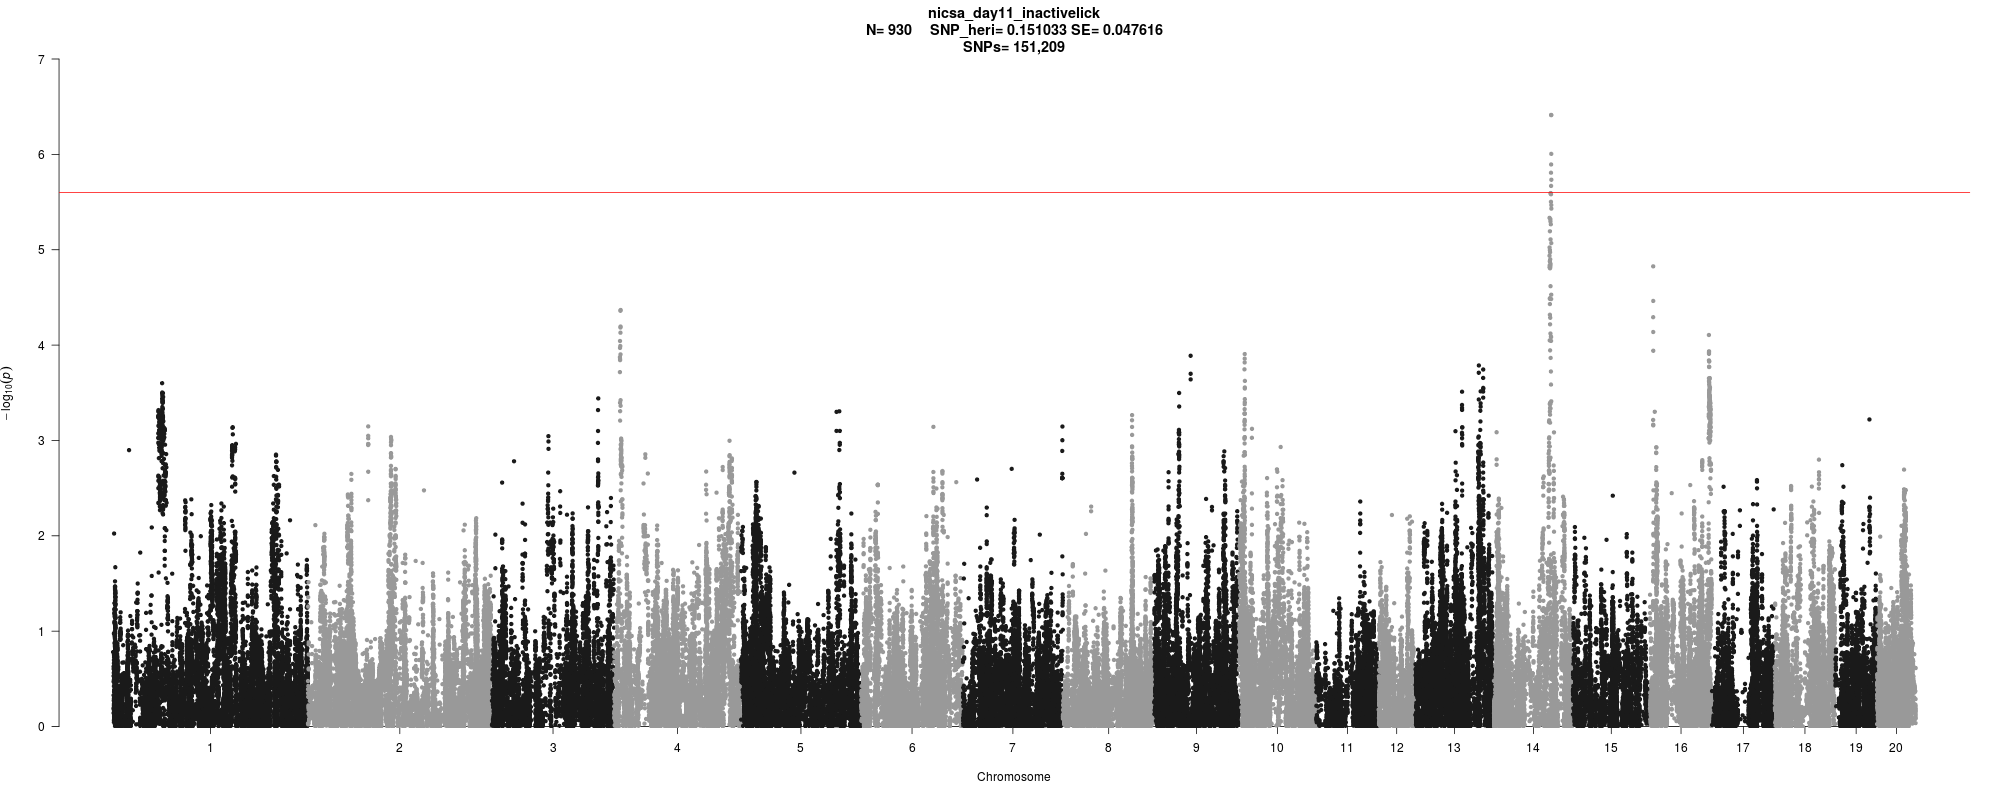 nicsa_day11_inactivelick
N= 930 SNP_heri= 0.151033 SE= 0.047616
SNPs= 151,209
7
6
5
4
3
2
1
0
−log10(p)
1 2 3 4 5 6 7 8 9 10 11 12 13 14 15 16 17 18 19 20
Chromosome